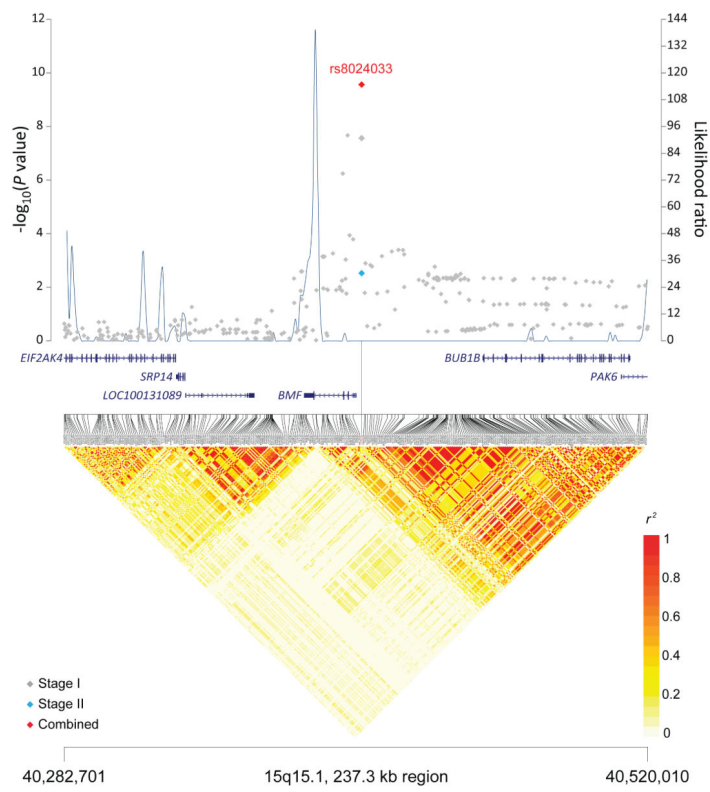 12
10
8
6
4
2
0
-log10(P value)
144
132
120
108
96
84
72
60
48
36
24
12
0
Likelihood ratio
rs8024033
EIF2AK4
SRP14
LOC100131089
BMF
BUB1B
PAK6
r²
1
0.8
0.6
0.4
0.2
0
Stage I
Stage II
Combined
40,282,701
15q15.1, 237.3 kb region
40,520,010